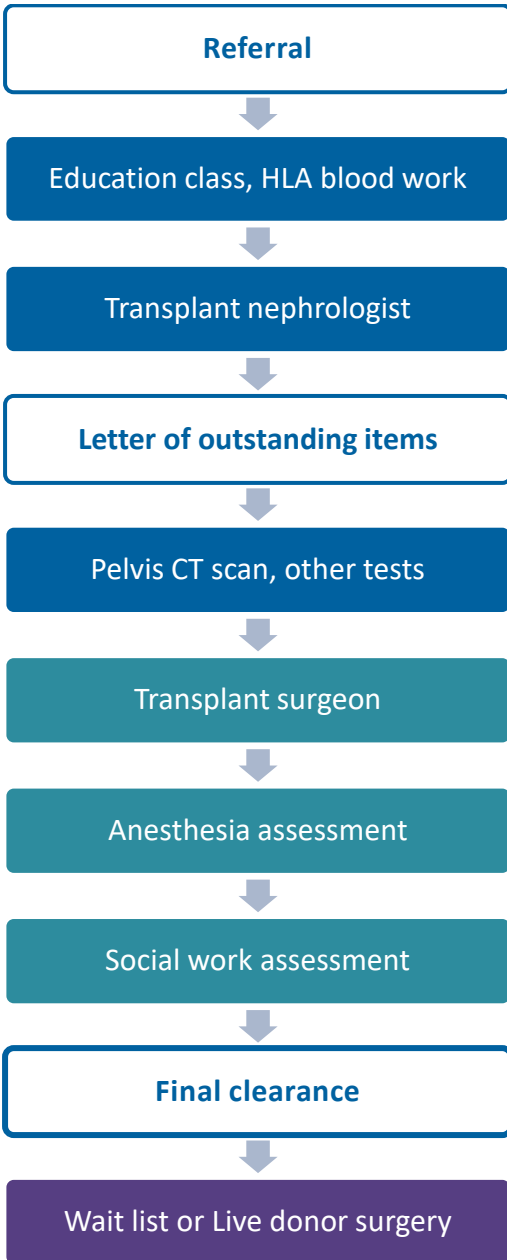 Referral
Education class, HLA blood work
Transplant nephrologist
Letter of outstanding items
Pelvis CT scan, other tests
Transplant surgeon
Anesthesia assessment
Social work assessment
Final clearance
Wait list or Live donor surgery